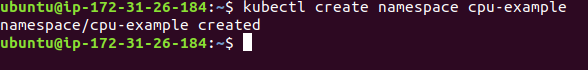 ubuntu@ip-172-31-26-184:~$ kubectl create namespace cpu-example
namespace/cpu-example created
ubuntu@ip-172-31-26-184:~$